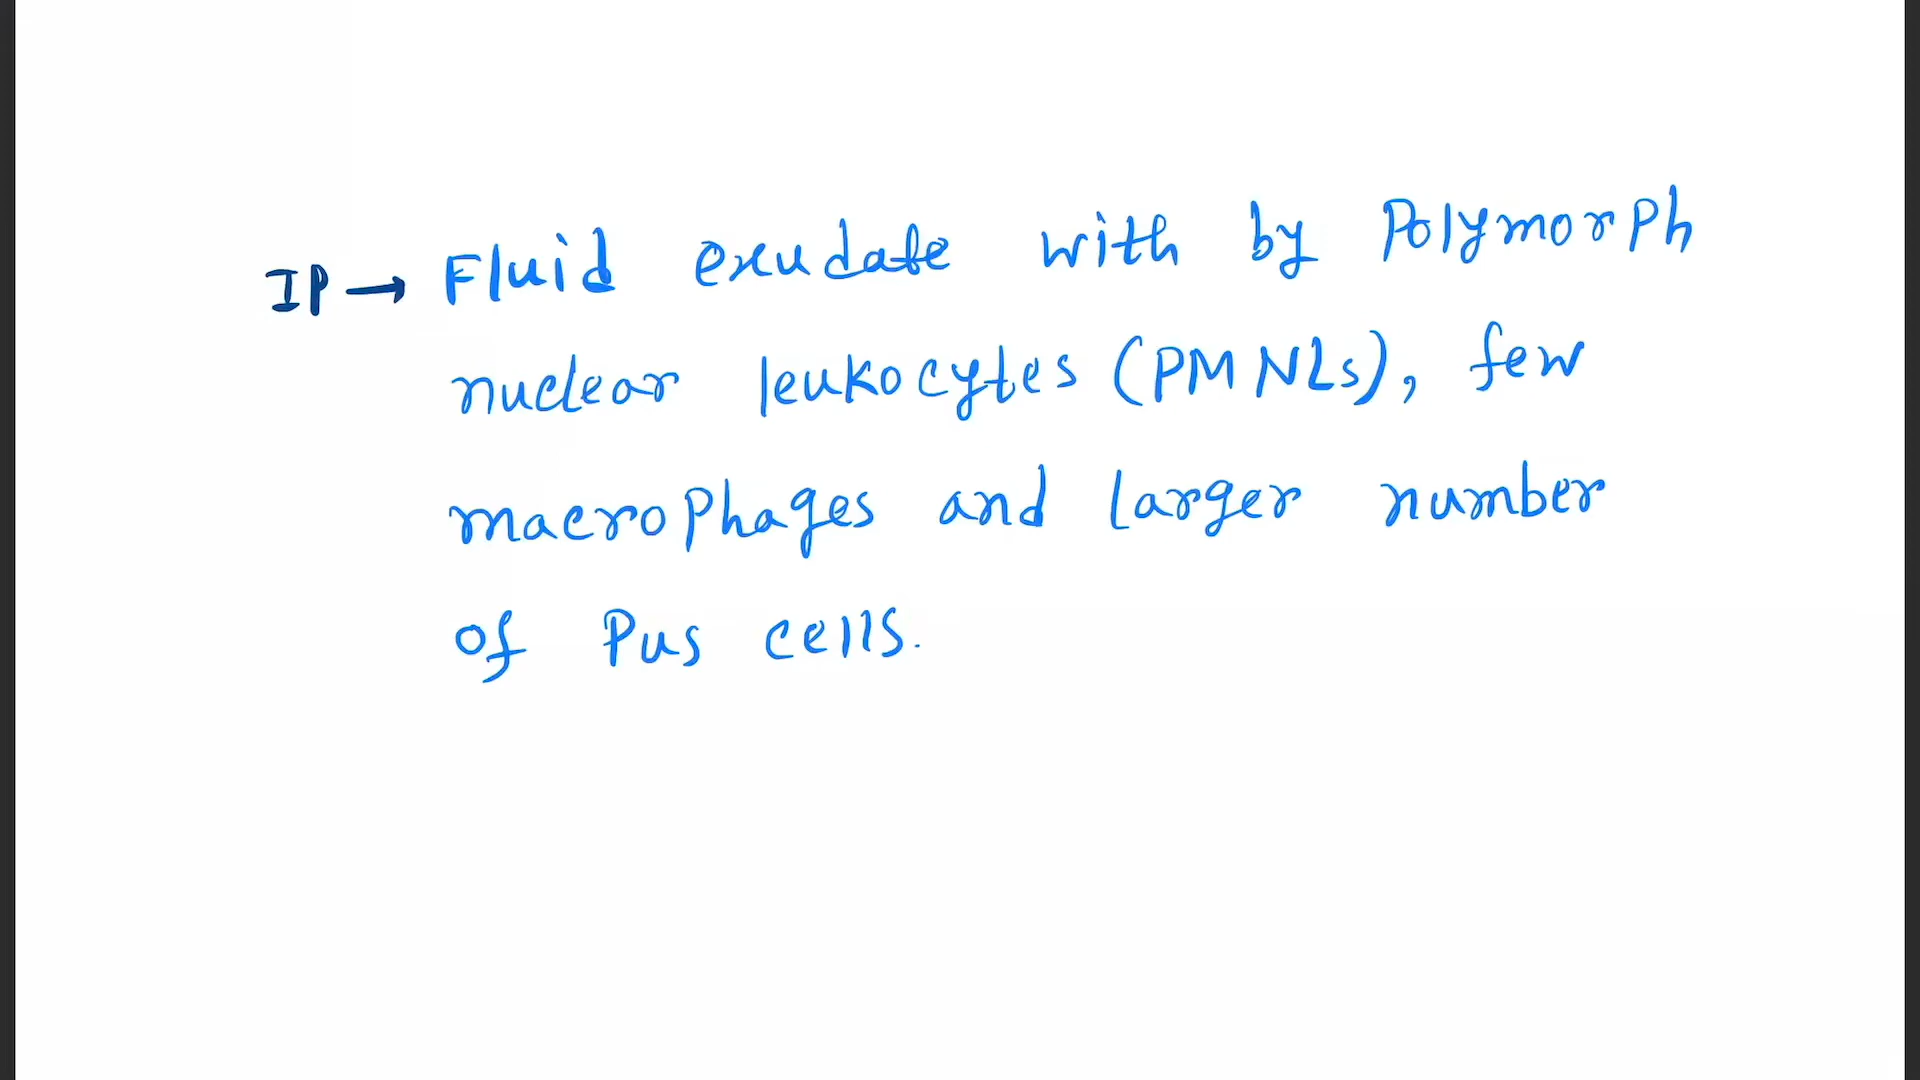 IP → Fluid exudate with by Polymorph
nuclear leukocytes (PMNLs), few
macrophages and larger number
of Pus cells.